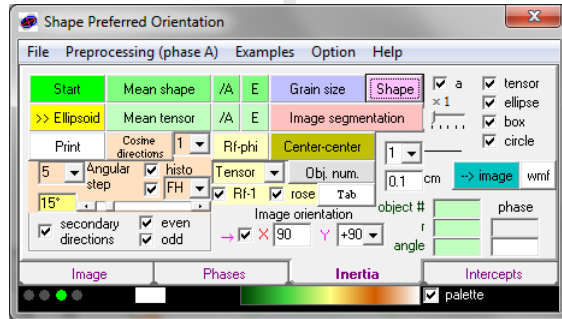 Shape Preferred Orientation
File Preprocessing (phase A) Examples Option Help
Start Mean shape /A E Grain size Shape a tensor
>> Ellipsoid Mean tensor /A E Image segmentation × 1 ellipse
box
Print Cosine directions 1 Rf-phi Center-center 1 circle
5 Angular step histo Tensor Obj. num. 0.1 cm --> image wmf
15° FH Rf-1 rose Tab
secondary directions even odd Image orientation object # phase
→ X 90 Y +90 r
angle
Image Phases Inertia Intercepts
palette